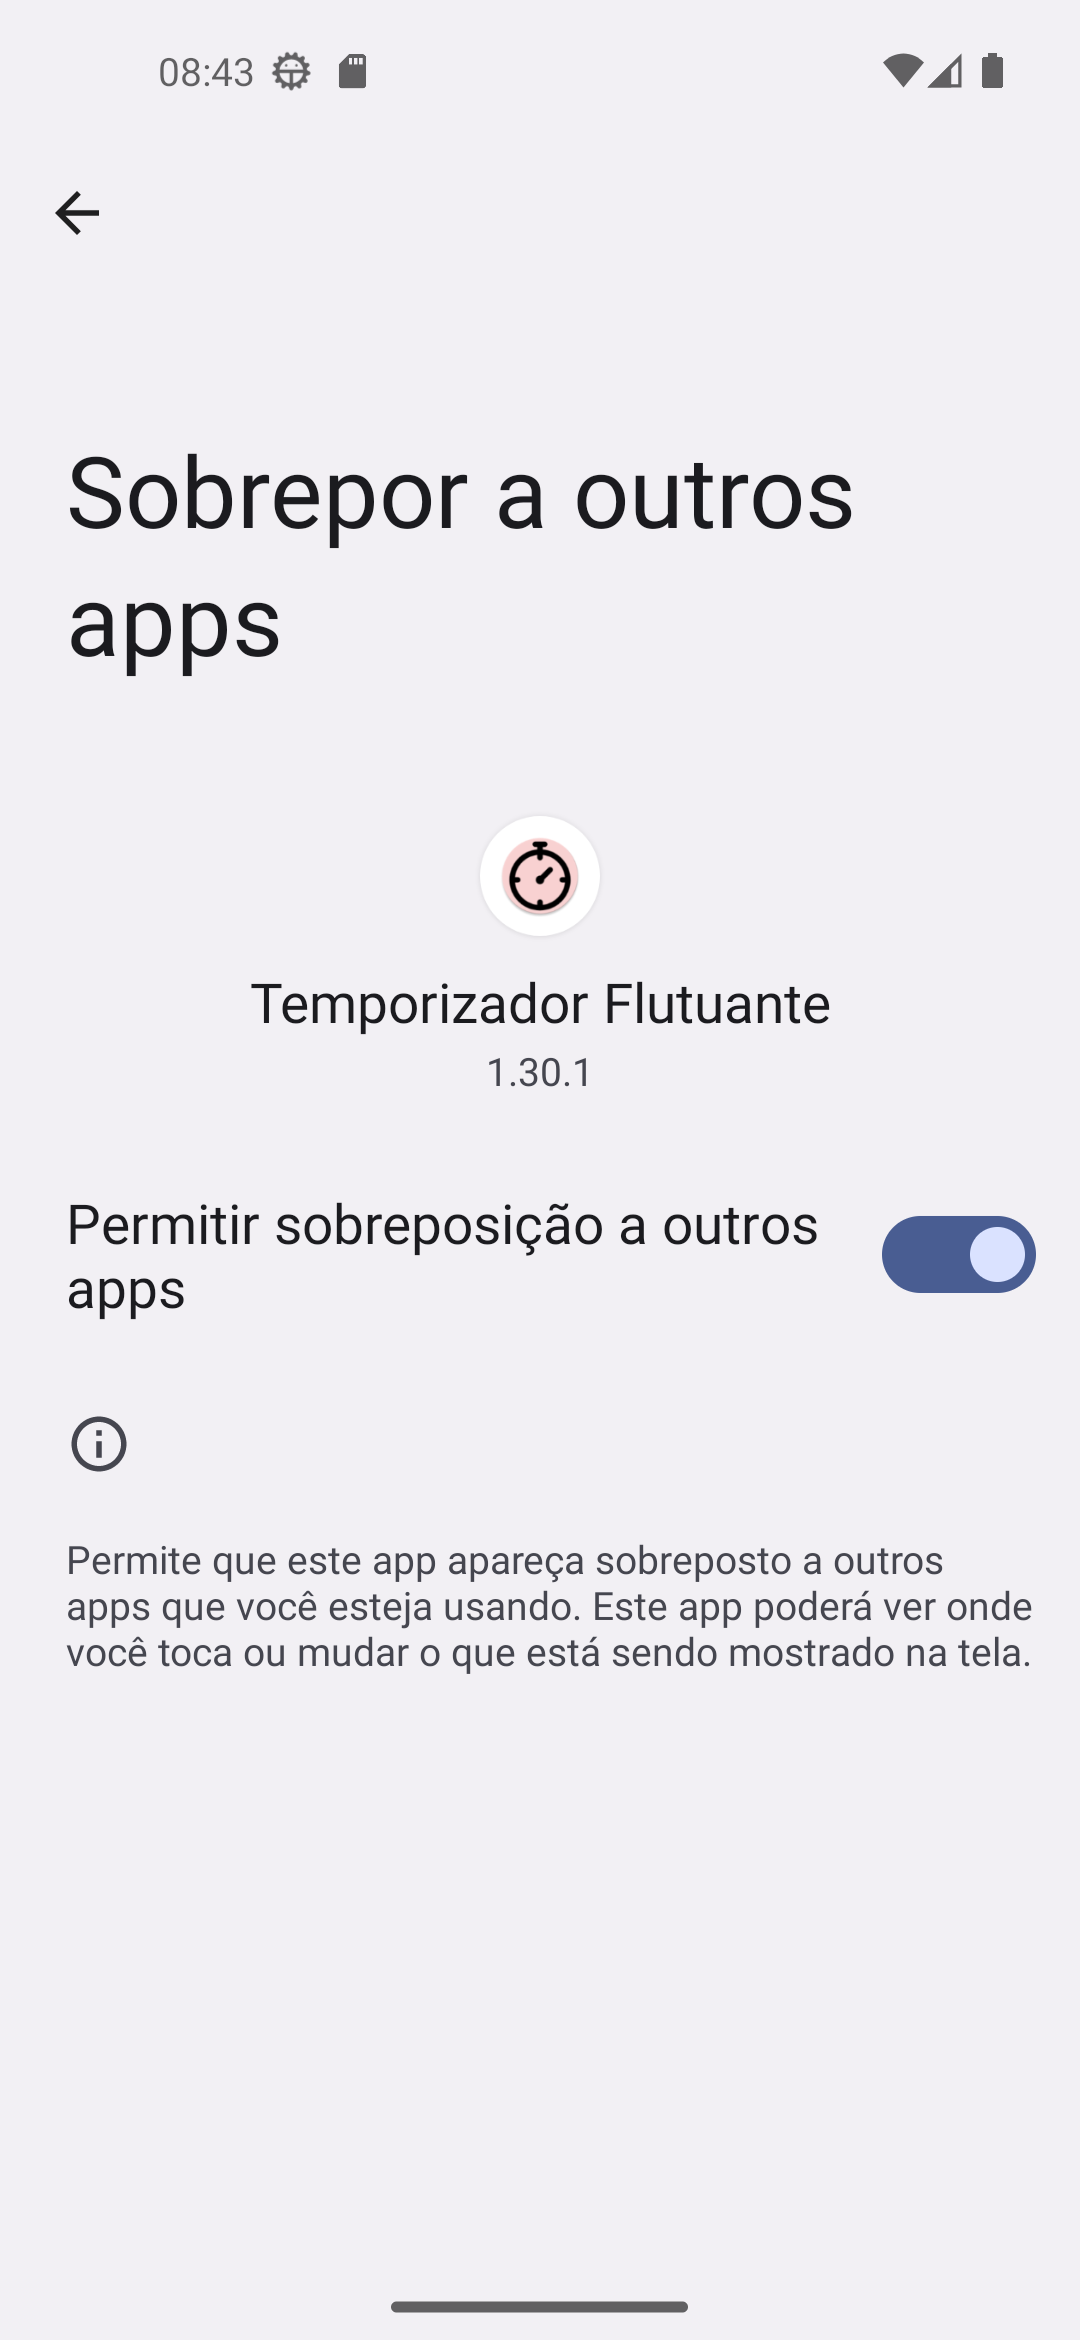 08:43
Sobrepor a outros
apps
Temporizador Flutuante
1.30.1
Permitir sobreposição a outros
apps
Permite que este app apareça sobreposto a outros
apps que você esteja usando. Este app poderá ver onde
você toca ou mudar o que está sendo mostrado na tela.